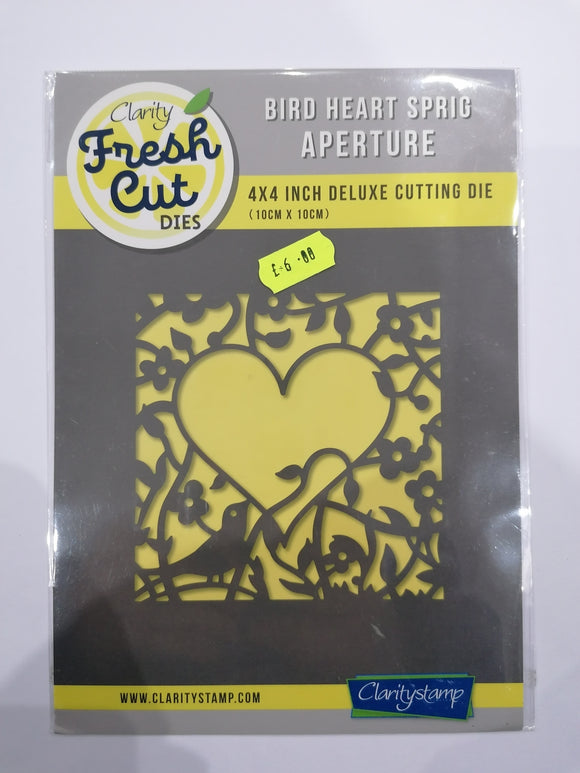 Clarity
Fresh
Cut
DIES
BIRD HEART SPRIG
APERTURE
4X4 INCH DELUXE CUTTING DIE
(10CM X 10CM)
£6.00
WWW.CLARITYSTAMP.COM
Claritystamp